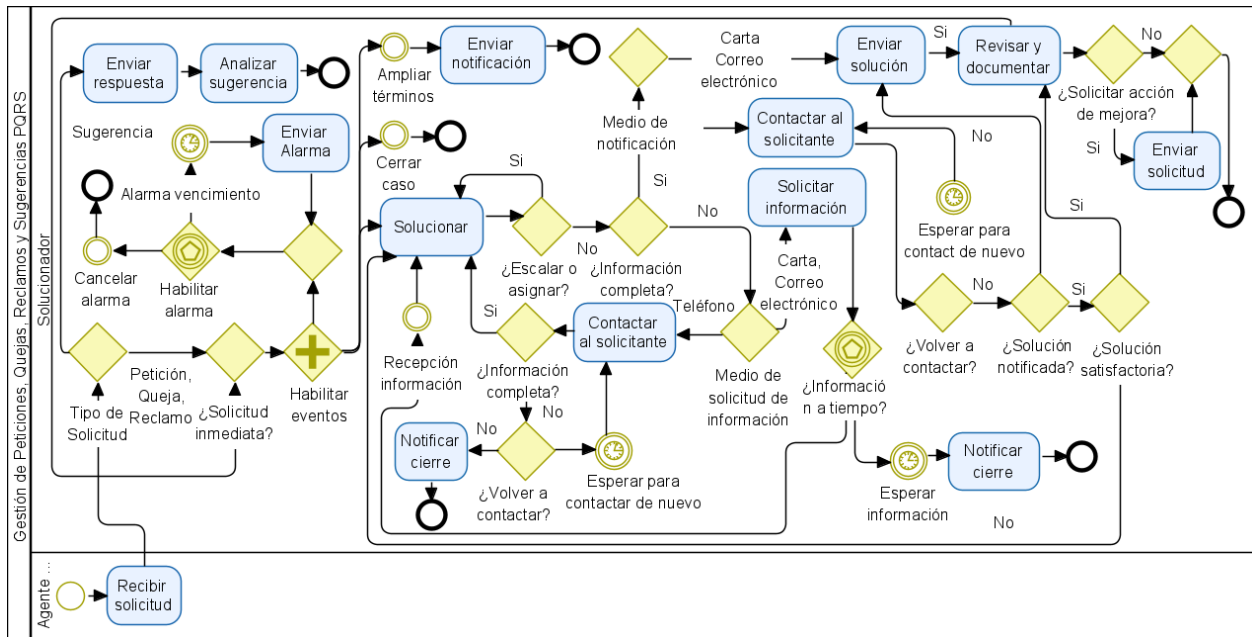 Gestión de Peticiones, Quejas, Reclamos y Sugerencias PQRS
Solucionador
Agente ...
Enviar
respuesta
Analizar
sugerencia
Sugerencia
Ampliar
términos
Enviar
notificación
Enviar
Alarma
Alarma vencimiento
Cerrar
caso
Cancelar
alarma
Habilitar
alarma
Tipo de
Solicitud
Petición,
Queja,
Reclamo
¿Solicitud
inmediata?
Habilitar
eventos
Solucionar
Si
¿Escalar o
asignar?
No
¿Información
completa?
Si
No
Medio de
notificación
Carta
Correo
electrónico
Enviar
solución
Si
Revisar y
documentar
¿Solicitar acción
de mejora?
No
Si
Enviar
solicitud
Contactar al
solicitante
No
Esperar para
contact de nuevo
Solicitar
información
Carta,
Correo
electrónico
Teléfono
Medio de
solicitud de
información
Contactar
al solicitante
Si
¿Información
completa?
No
Recepción
información
Notificar
cierre
No
¿Volver a
contactar?
Esperar para
contactar de nuevo
¿Informació
n a tiempo?
Esperar
información
Notificar
cierre
¿Volver a
contactar?
No
¿Solución
notificada?
Si
¿Solución
satisfactoria?
Si
No
Recibir
solicitud